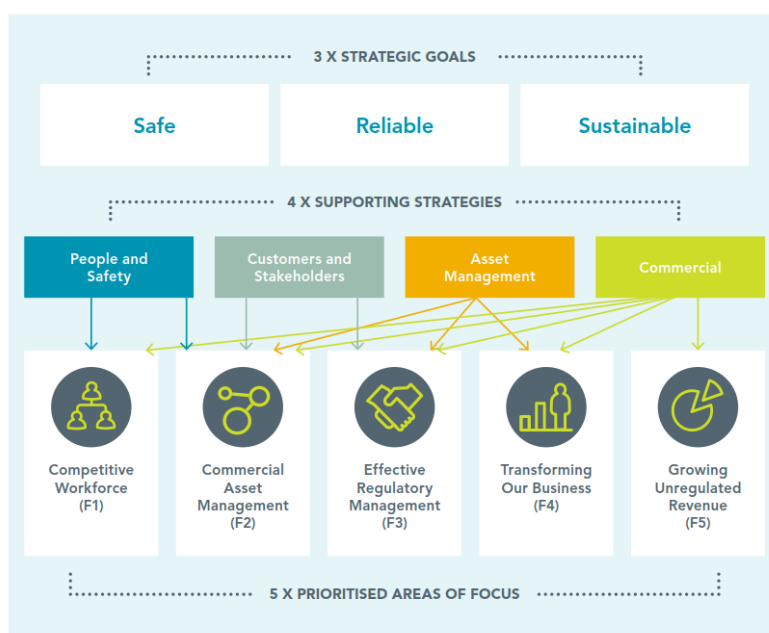 3 X STRATEGIC GOALS
Safe
Reliable
Sustainable
4 X SUPPORTING STRATEGIES
People and
Safety
Customers and
Stakeholders
Asset
Management
Commercial
Competitive
Workforce
(F1)
Commercial
Asset
Management
(F2)
Effective
Regulatory
Management
(F3)
Transforming
Our Business
(F4)
Growing
Unregulated
Revenue
(F5)
5 X PRIORITISED AREAS OF FOCUS